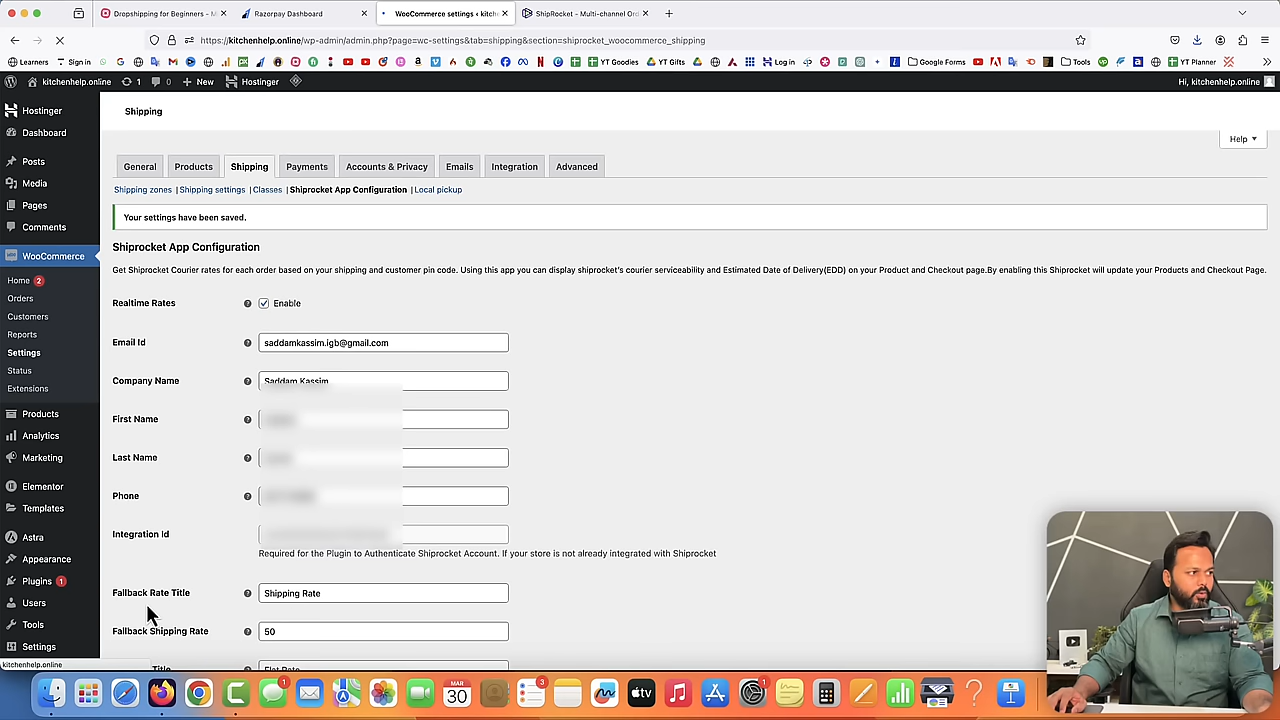 Dropshipping for Beginners - M
Razorpay Dashboard
WooCommerce settings ‹ kitche
ShipRocket - Multi-channel Or
https://kitchenhelp.online/wp-admin/admin.php?page=wc-settings&tab=shipping&section=shiprocket_woocommerce_shipping
Learners
Sign in
YT Goodies
YT Gifts
Log in
Google Forms
Tools
YT Planner
kitchenhelp.online
1
0
New
Hostinger
Hi, kitchenhelp.online
Hostinger
Dashboard
Posts
Media
Pages
Comments
WooCommerce
Home 2
Orders
Customers
Reports
Settings
Status
Extensions
Products
Analytics
Marketing
Elementor
Templates
Astra
Appearance
Plugins 1
Users
Tools
Settings
kitchenhelp.online
Shipping
Help
General
Products
Shipping
Payments
Accounts & Privacy
Emails
Integration
Advanced
Shipping zones | Shipping settings | Classes | Shiprocket App Configuration | Local pickup
Your settings have been saved.
Shiprocket App Configuration
Get Shiprocket Courier rates for each order based on your shipping and customer pin code. Using this app you can display shiprocket's courier serviceability and Estimated Date of Delivery(EDD) on your Product and Checkout page.By enabling this Shiprocket will update your Products and Checkout Page.
Realtime Rates
Enable
Email Id
saddamkassim.igb@gmail.com
Company Name
Saddam Kassim
First Name
Last Name
Phone
Integration Id
Required for the Plugin to Authenticate Shiprocket Account. If your store is not already integrated with Shiprocket
Fallback Rate Title
Shipping Rate
Fallback Shipping Rate
50
Title
Flat Rate
MAR
30
1
3
tv
1